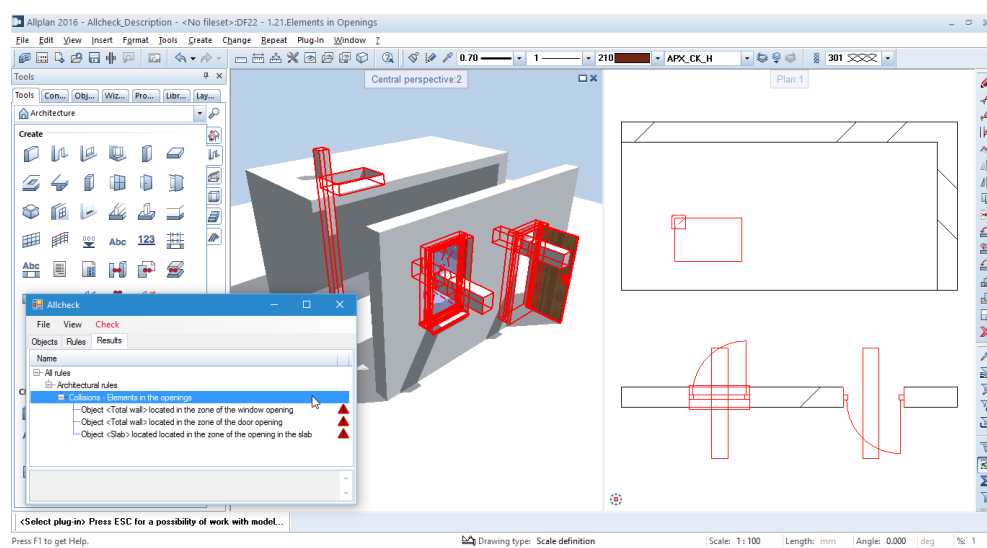 Allplan 2016 - Allcheck_Description - <No fileset>:DF22 - 1.21.Elements in Openings
File Edit View Insert Format Tools Create Change Repeat Plug-In Window ?
0.70 1 210 APX_CK_H 301
Tools
Tools Con... Obj... Wiz... Pro... Libr... Lay...
Architecture
Create
Abc 123
Abc
Central perspective:2
Plan:1
Allcheck
File View Check
Objects Rules Results
Name
All rules
Architectural rules
Collisions - Elements in the openings
Object <Total wall> located in the zone of the window opening
Object <Total wall> located in the zone of the door opening
Object <Slab> located located in the zone of the opening in the slab
<Select plug-in> Press ESC for a possibility of work with model...
Press F1 to get Help.
Drawing type: Scale definition
Scale: 1 : 100
Length: mm
Angle: 0.000 deg
%: 1